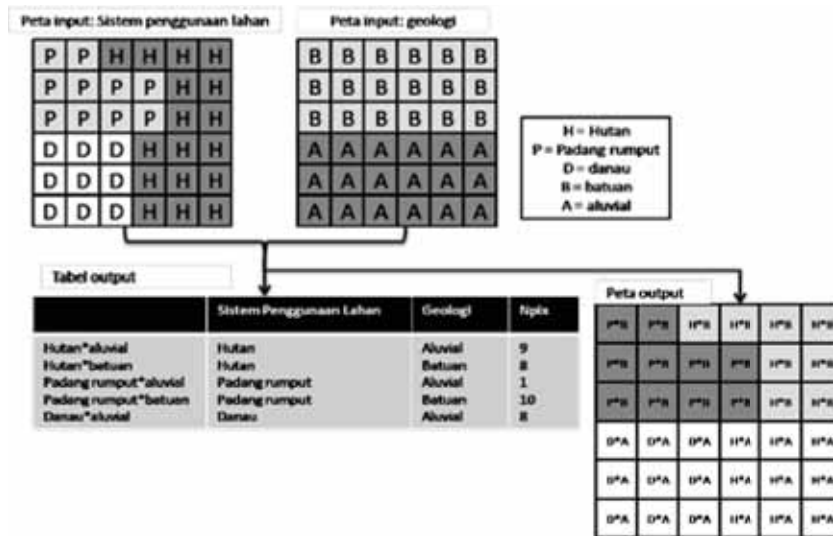 Peta input: Sistem penggunaan lahan
P P H H H H
P P P P H H
P P P P H H
D D D H H H
D D D H H H
D D D H H H
Peta input: geologi
B B B B B B
B B B B B B
B B B B B B
A A A A A A
A A A A A A
A A A A A A
H = Hutan
P = Padang rumput
D = danau
B = batuan
A = aluvial
Tabel output
Sistem Penggunaan Lahan Geologi Npix
Hutan*aluvial Hutan Aluvial 9
Hutan*batuan Hutan Batuan 8
Padang rumput*aluvial Padang rumput Aluvial 1
Padang rumput*batuan Padang rumput Batuan 10
Danau*aluvial Danau Aluvial 8
Peta output
P*B P*B H*B H*B H*B H*B
P*B P*B P*B P*B H*B H*B
P*B P*B P*B P*B H*B H*B
D*A D*A D*A H*A H*A H*A
D*A D*A D*A H*A H*A H*A
D*A D*A D*A H*A H*A H*A